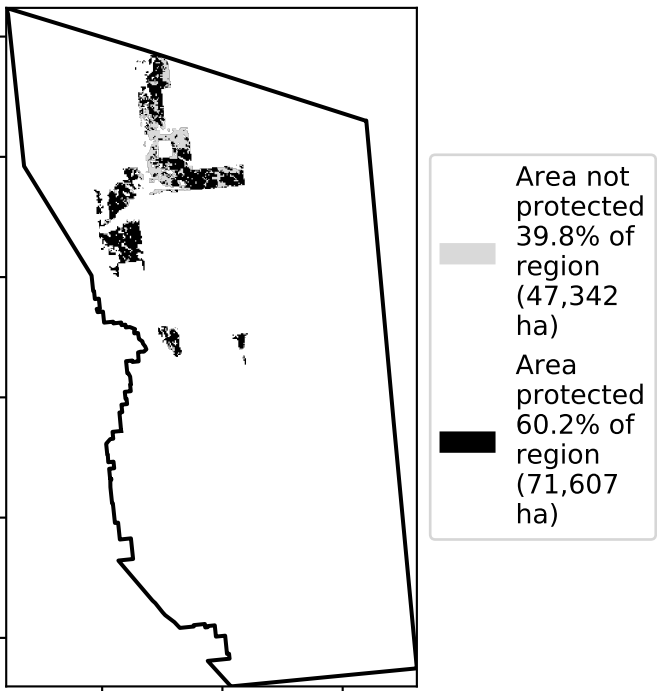 Area not
protected
39.8% of
region
(47,342
ha)
Area
protected
60.2% of
region
(71,607
ha)